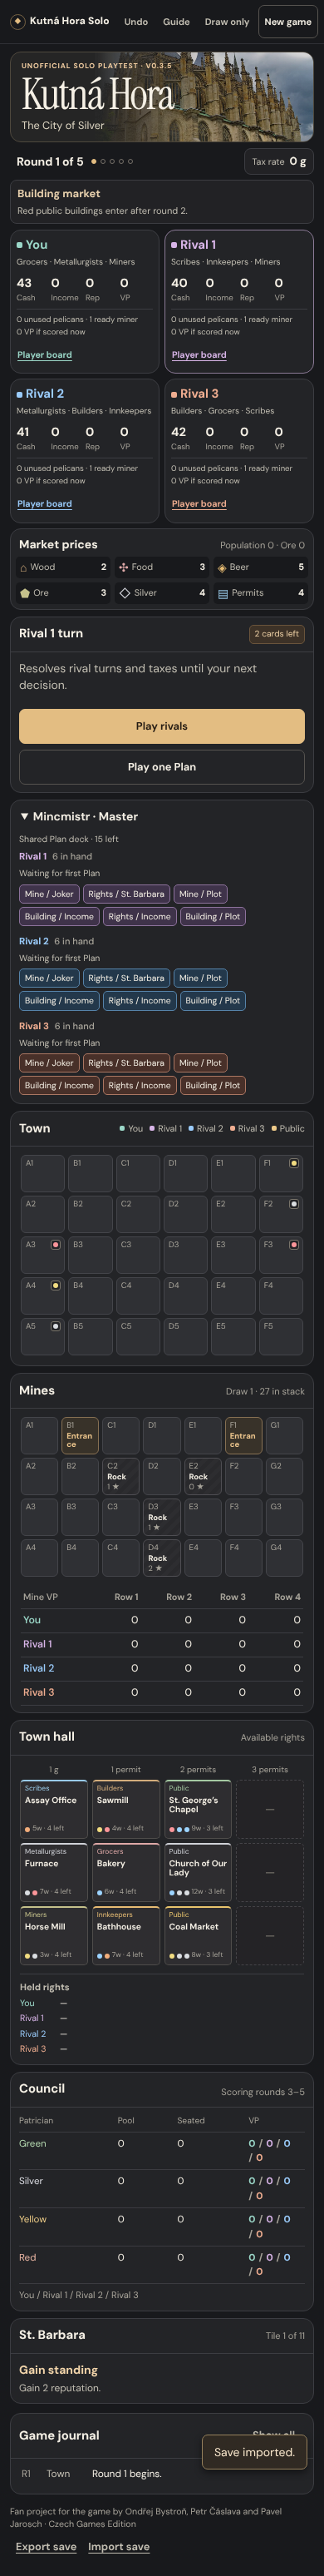 Kutná Hora Solo Undo Guide Draw only New game
UNOFFICIAL SOLO PLAYTEST · V0.3.5
Kutná Hora
The City of Silver
Round 1 of 5 Tax rate 0 g
Building market
Red public buildings enter after round 2.
You
Grocers · Metallurgists · Miners
43 0 0 0
Cash Income Rep VP
0 unused pelicans · 1 ready miner
0 VP if scored now
Player board
Rival 1
Scribes · Innkeepers · Miners
40 0 0 0
Cash Income Rep VP
0 unused pelicans · 1 ready miner
0 VP if scored now
Player board
Rival 2
Metallurgists · Builders · Innkeepers
41 0 0 0
Cash Income Rep VP
0 unused pelicans · 1 ready miner
0 VP if scored now
Player board
Rival 3
Builders · Grocers · Scribes
42 0 0 0
Cash Income Rep VP
0 unused pelicans · 1 ready miner
0 VP if scored now
Player board
Market prices Population 0 · Ore 0
Wood 2 Food 3 Beer 5
Ore 3 Silver 4 Permits 4
Rival 1 turn 2 cards left
Resolves rival turns and taxes until your next
decision.
Play rivals
Play one Plan
▼ Mincmistr · Master
Shared Plan deck · 15 left
Rival 1 6 in hand
Waiting for first Plan
Mine / Joker Rights / St. Barbara Mine / Plot
Building / Income Rights / Income Building / Plot
Rival 2 6 in hand
Waiting for first Plan
Mine / Joker Rights / St. Barbara Mine / Plot
Building / Income Rights / Income Building / Plot
Rival 3 6 in hand
Waiting for first Plan
Mine / Joker Rights / St. Barbara Mine / Plot
Building / Income Rights / Income Building / Plot
Town You Rival 1 Rival 2 Rival 3 Public
A1 B1 C1 D1 E1 F1
A2 B2 C2 D2 E2 F2
A3 B3 C3 D3 E3 F3
A4 B4 C4 D4 E4 F4
A5 B5 C5 D5 E5 F5
Mines Draw 1 · 27 in stack
A1 B1 C1 D1 E1 F1 G1
Entran Entran
ce ce
A2 B2 C2 D2 E2 F2 G2
Rock Rock
1 ★ 0 ★
A3 B3 C3 D3 E3 F3 G3
Rock
1 ★
A4 B4 C4 D4 E4 F4 G4
Rock
2 ★
Mine VP Row 1 Row 2 Row 3 Row 4
You 0 0 0 0
Rival 1 0 0 0 0
Rival 2 0 0 0 0
Rival 3 0 0 0 0
Town hall Available rights
1 g 1 permit 2 permits 3 permits
Scribes Builders Public
Assay Office Sawmill St. George's
Chapel
—
5w · 4 left 4w · 4 left 9w · 3 left
Metallurgists Grocers Public
Furnace Bakery Church of Our
Lady
—
7w · 4 left 6w · 4 left 12w · 3 left
Miners Innkeepers Public
Horse Mill Bathhouse Coal Market
—
3w · 4 left 7w · 4 left 8w · 3 left
Held rights
You —
Rival 1 —
Rival 2 —
Rival 3 —
Council Scoring rounds 3–5
Patrician Pool Seated VP
Green 0 0 0 / 0 / 0
/ 0
Silver 0 0 0 / 0 / 0
/ 0
Yellow 0 0 0 / 0 / 0
/ 0
Red 0 0 0 / 0 / 0
/ 0
You / Rival 1 / Rival 2 / Rival 3
St. Barbara Tile 1 of 11
Gain standing
Gain 2 reputation.
Game journal Show all
Save imported.
R1 Town Round 1 begins.
Fan project for the game by Ondřej Bystroň, Petr Čáslava and Pavel
Jarosch · Czech Games Edition
Export save Import save